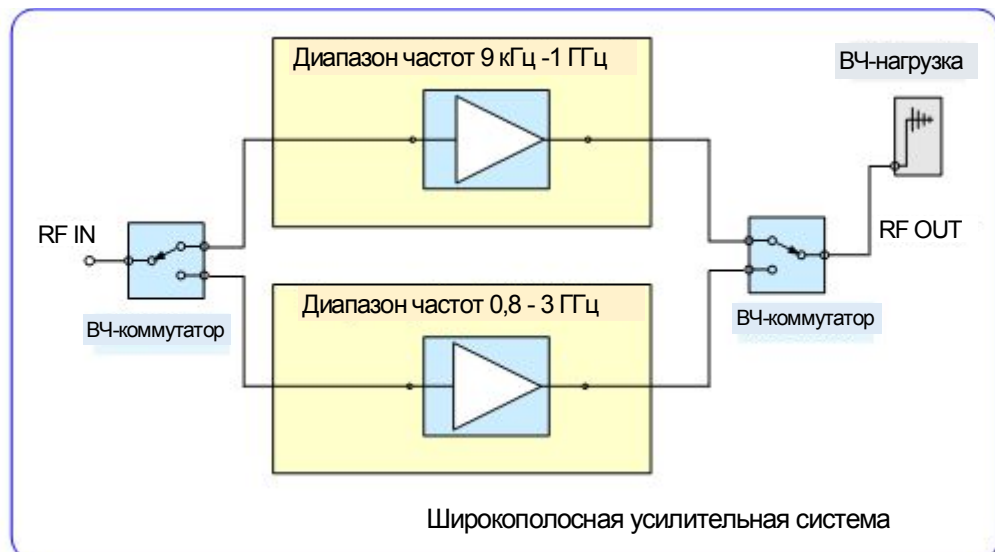 Диапазон частот 9 кГц -1 ГГц
ВЧ-нагрузка
RF IN
RF OUT
ВЧ-коммутатор
ВЧ-коммутатор
Диапазон частот 0,8 - 3 ГГц
Широкополосная усилительная система